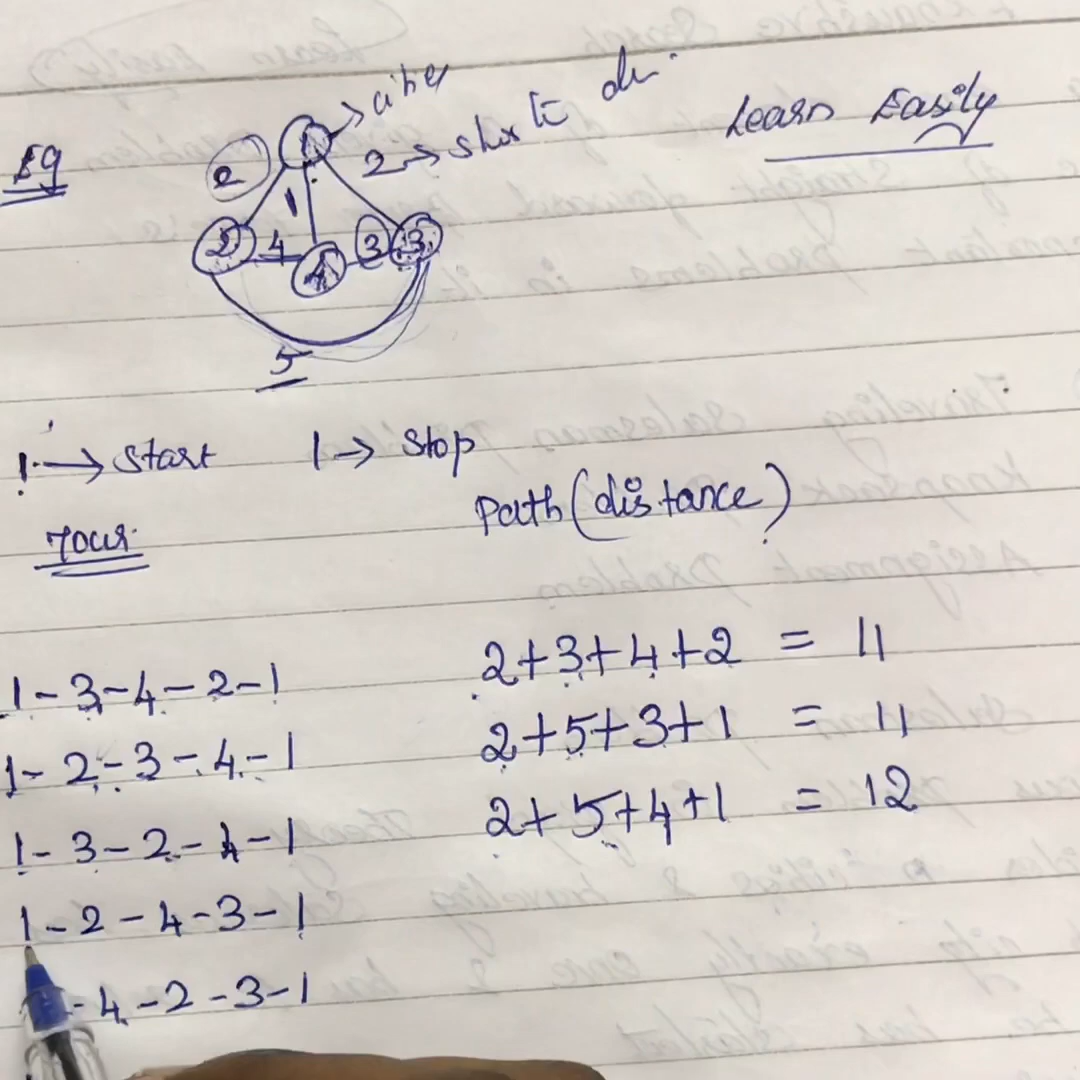 Learn Easily
Eg
1
2
2 → short
1
2
4
4
3
3
5
1 → Start 1 → Stop
Tour
Path (distance)
1 - 3 - 4 - 2 - 1 2 + 3 + 4 + 2 = 11
1 - 2 - 3 - 4 - 1 2 + 5 + 3 + 1 = 11
1 - 3 - 2 - 4 - 1 2 + 5 + 4 + 1 = 12
1 - 2 - 4 - 3 - 1
- 4 - 2 - 3 - 1